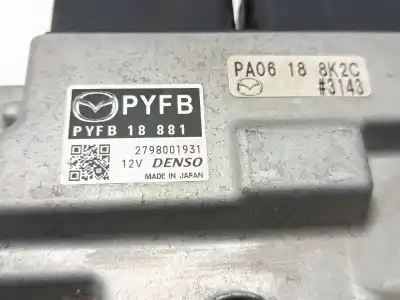 PYFB
PYFB 18 881
2798001931
12V DENSO
MADE IN JAPAN
PA06 18 8K2C
#3143